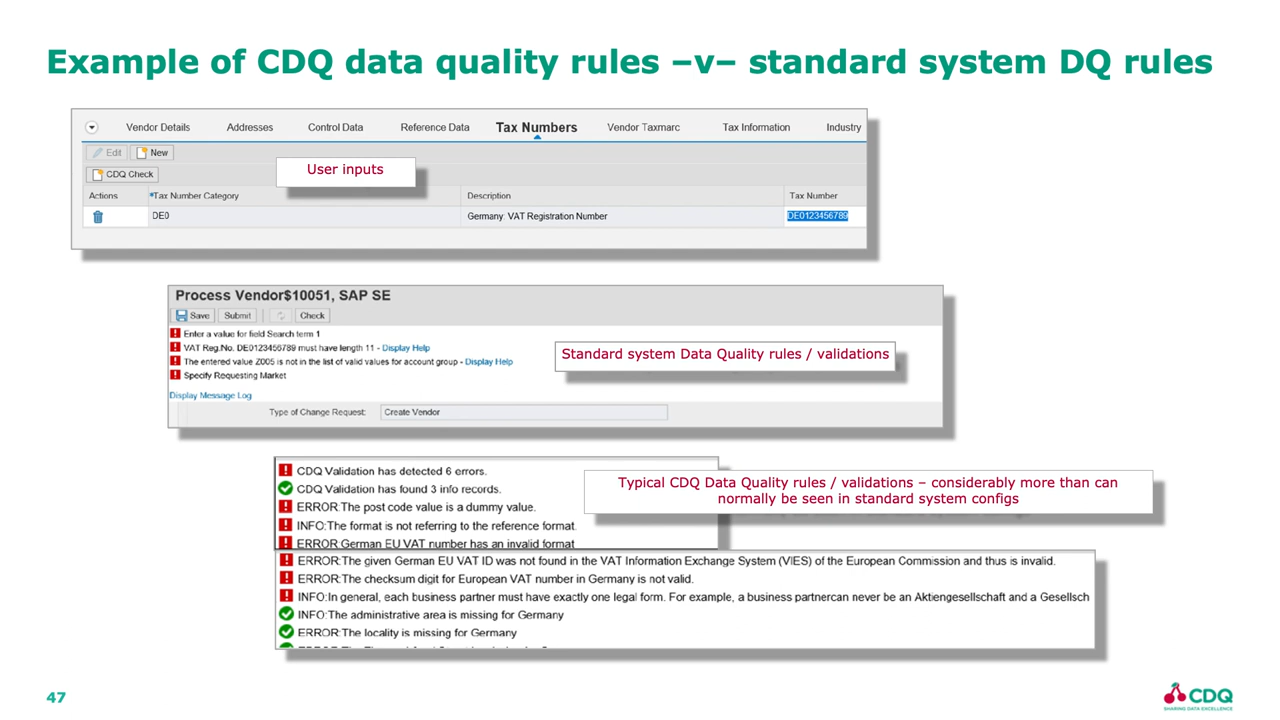 Example of CDQ data quality rules –v– standard system DQ rules
Vendor Details Addresses Control Data Reference Data Tax Numbers Vendor Taxmarc Tax Information Industry
Edit New
CDQ Check
User inputs
Actions *Tax Number Category Description Tax Number
DE0 Germany: VAT Registration Number DE0123456789
Process Vendor$10051, SAP SE
Save Submit Check
Enter a value for field Search term 1
VAT Reg.No. DE0123456789 must have length 11 - Display Help
The entered value Z005 is not in the list of valid values for account group - Display Help
Specify Requesting Market
Standard system Data Quality rules / validations
Display Message Log
Type of Change Request: Create Vendor
CDQ Validation has detected 6 errors.
CDQ Validation has found 3 info records.
ERROR:The post code value is a dummy value.
INFO:The format is not referring to the reference format.
ERROR:German EU VAT number has an invalid format
Typical CDQ Data Quality rules / validations – considerably more than can
normally be seen in standard system configs
ERROR:The given German EU VAT ID was not found in the VAT Information Exchange System (VIES) of the European Commission and thus is invalid.
ERROR:The checksum digit for European VAT number in Germany is not valid.
INFO:In general, each business partner must have exactly one legal form. For example, a business partnercan never be an Aktiengesellschaft and a Gesellsch
INFO:The administrative area is missing for Germany
ERROR:The locality is missing for Germany
47
CDQ
SHARING DATA EXCELLENCE